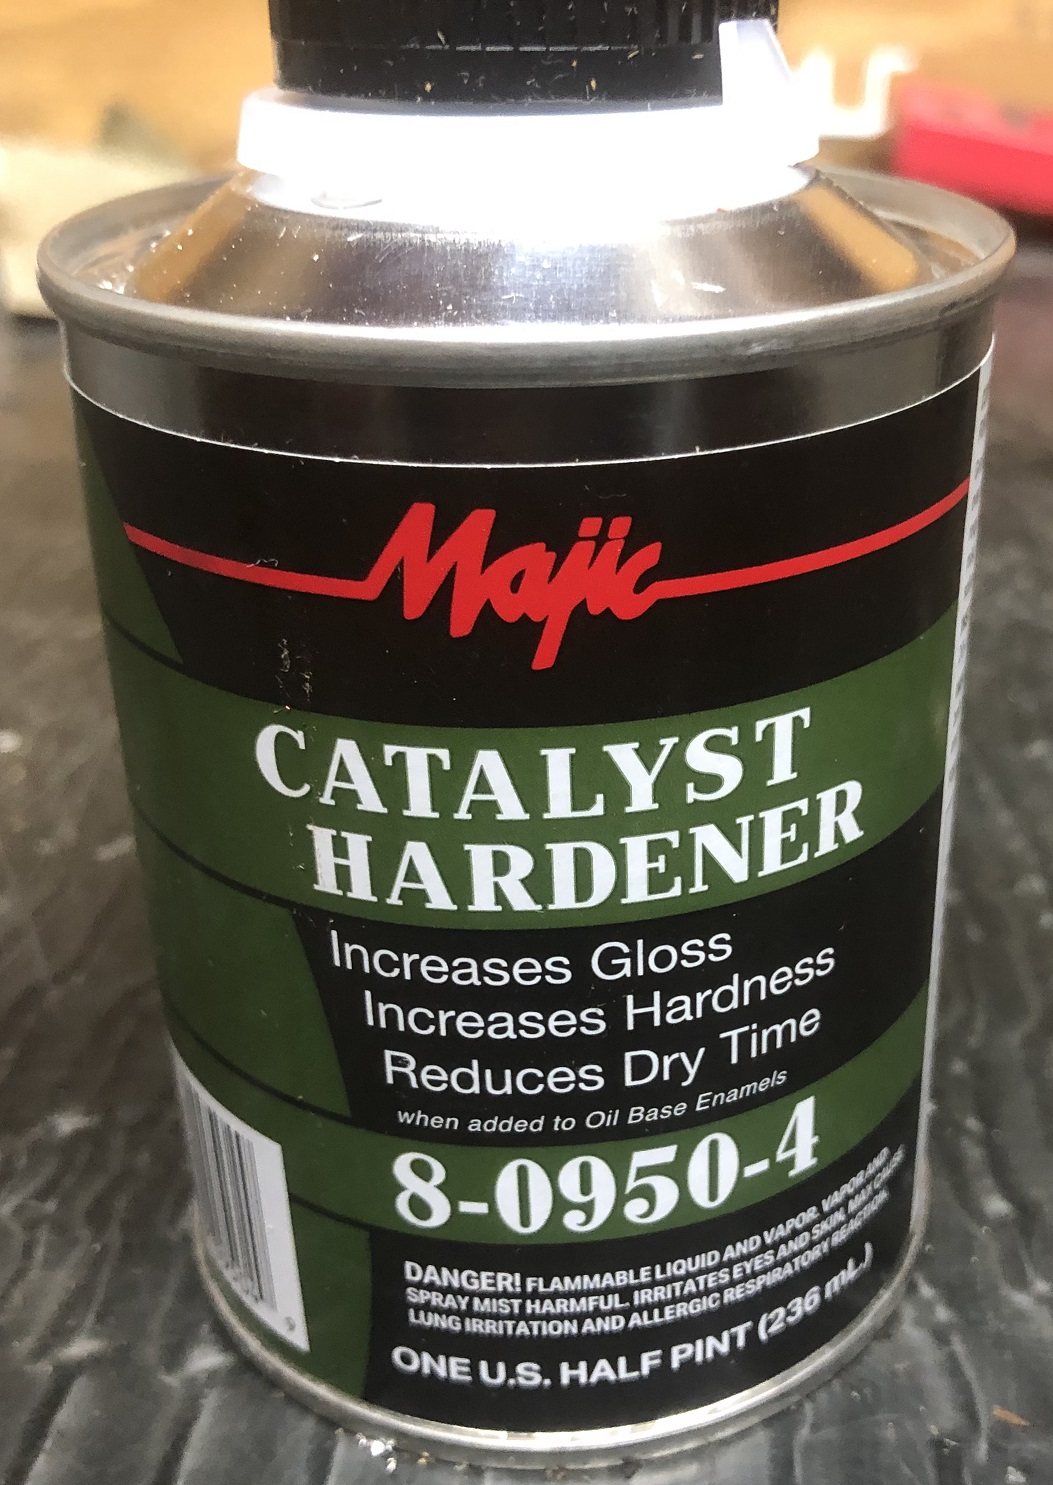 Majic
CATALYST
HARDENER
Increases Gloss
Increases Hardness
Reduces Dry Time
when added to Oil Base Enamels
8-0950-4
DANGER! FLAMMABLE LIQUID AND VAPOR. VAPOR AND
SPRAY MIST HARMFUL. IRRITATES EYES AND SKIN. MAY CAUSE
LUNG IRRITATION AND ALLERGIC RESPIRATORY REACTION.
ONE U.S. HALF PINT (236 mL)